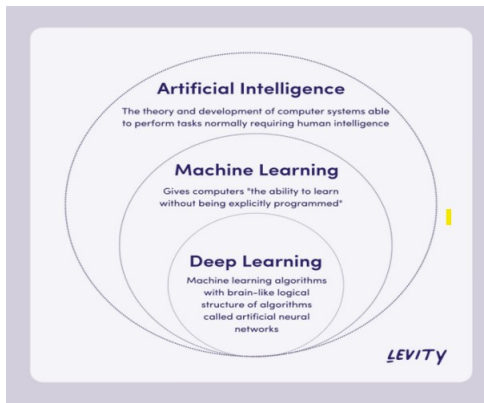 Artificial Intelligence
The theory and development of computer systems able
to perform tasks normally requiring human intelligence
Machine Learning
Gives computers "the ability to learn
without being explicitly programmed"
Deep Learning
Machine learning algorithms
with brain-like logical
structure of algorithms
called artificial neural
networks
LEVITY